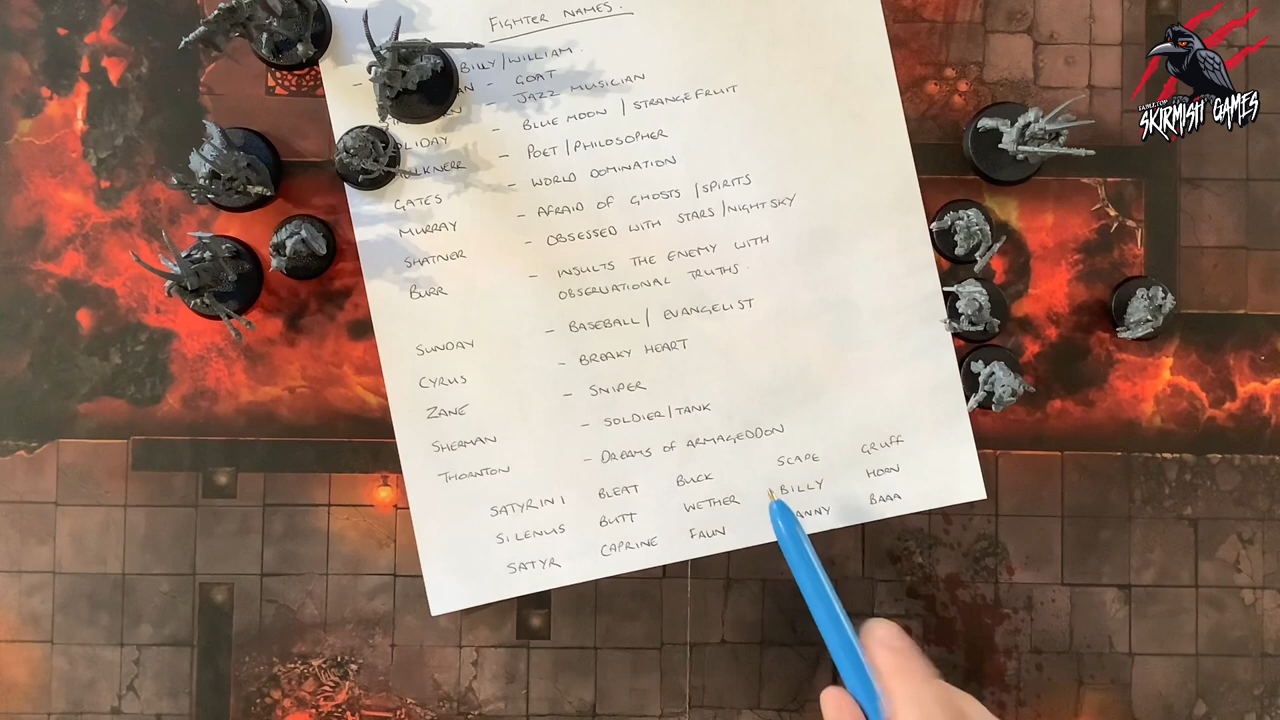 FIGHTER NAMES.
BILLY/WILLIAM.
- GOAT
- JAZZ MUSICIAN
- BLUE MOON / STRANGE FRUIT
- POET/PHILOSOPHER
GATES - WORLD DOMINATION
MURRAY - AFRAID OF GHOSTS /SPIRITS
SHATNER - OBSESSED WITH STARS/NIGHT SKY
BURR - INSULTS THE ENEMY WITH
OBSERVATIONAL TRUTHS.
SUNDAY - BASEBALL/ EVANGELIST
CYRUS - BREAKY HEART
ZANE - SNIPER
SHERMAN - SOLDIER/TANK
THORNTON - DREAMS OF ARMAGEDDON
SATYRINI BLEAT BUCK SCAPE GRUFF
SILENUS BUTT WETHER BILLY HORN
SATYR CAPRINE FAUN ANNY BAAA
TABLETOP
SKIRMISH GAMES